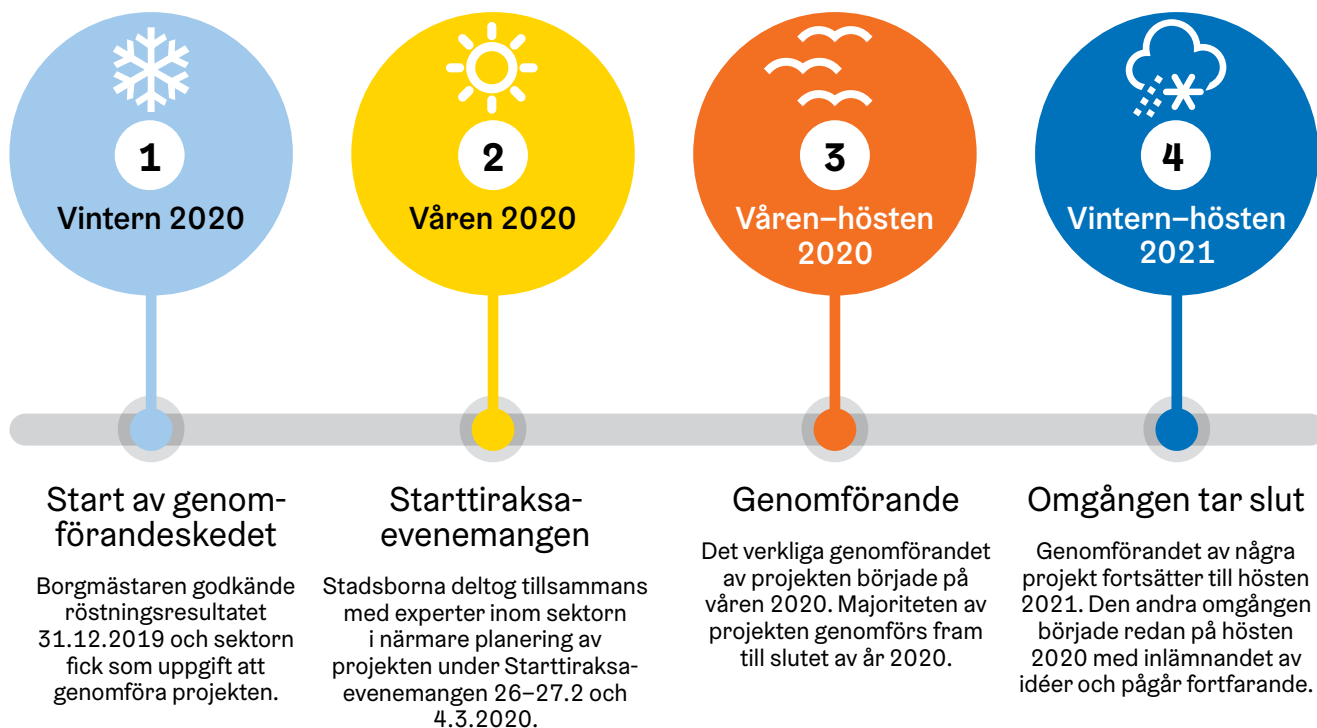 1
Vintern 2020
Start av genom-
förandeskedet
Borgmästaren godkände
röstningsresultatet
31.12.2019 och sektorn
fick som uppgift att
genomföra projekten.
2
Våren 2020
Starttiraksa-
evenemangen
Stadsborna deltog tillsammans
med experter inom sektorn
i närmare planering av
projekten under Starttiraksa-
evenemangen 26–27.2 och
4.3.2020.
3
Våren–hösten
2020
Genomförande
Det verkliga genomförandet
av projekten började på
våren 2020. Majoriteten av
projekten genomförs fram
till slutet av år 2020.
4
Vintern–hösten
2021
Omgången tar slut
Genomförandet av några
projekt fortsätter till hösten
2021. Den andra omgången
började redan på hösten
2020 med inlämnandet av
idéer och pågår fortfarande.